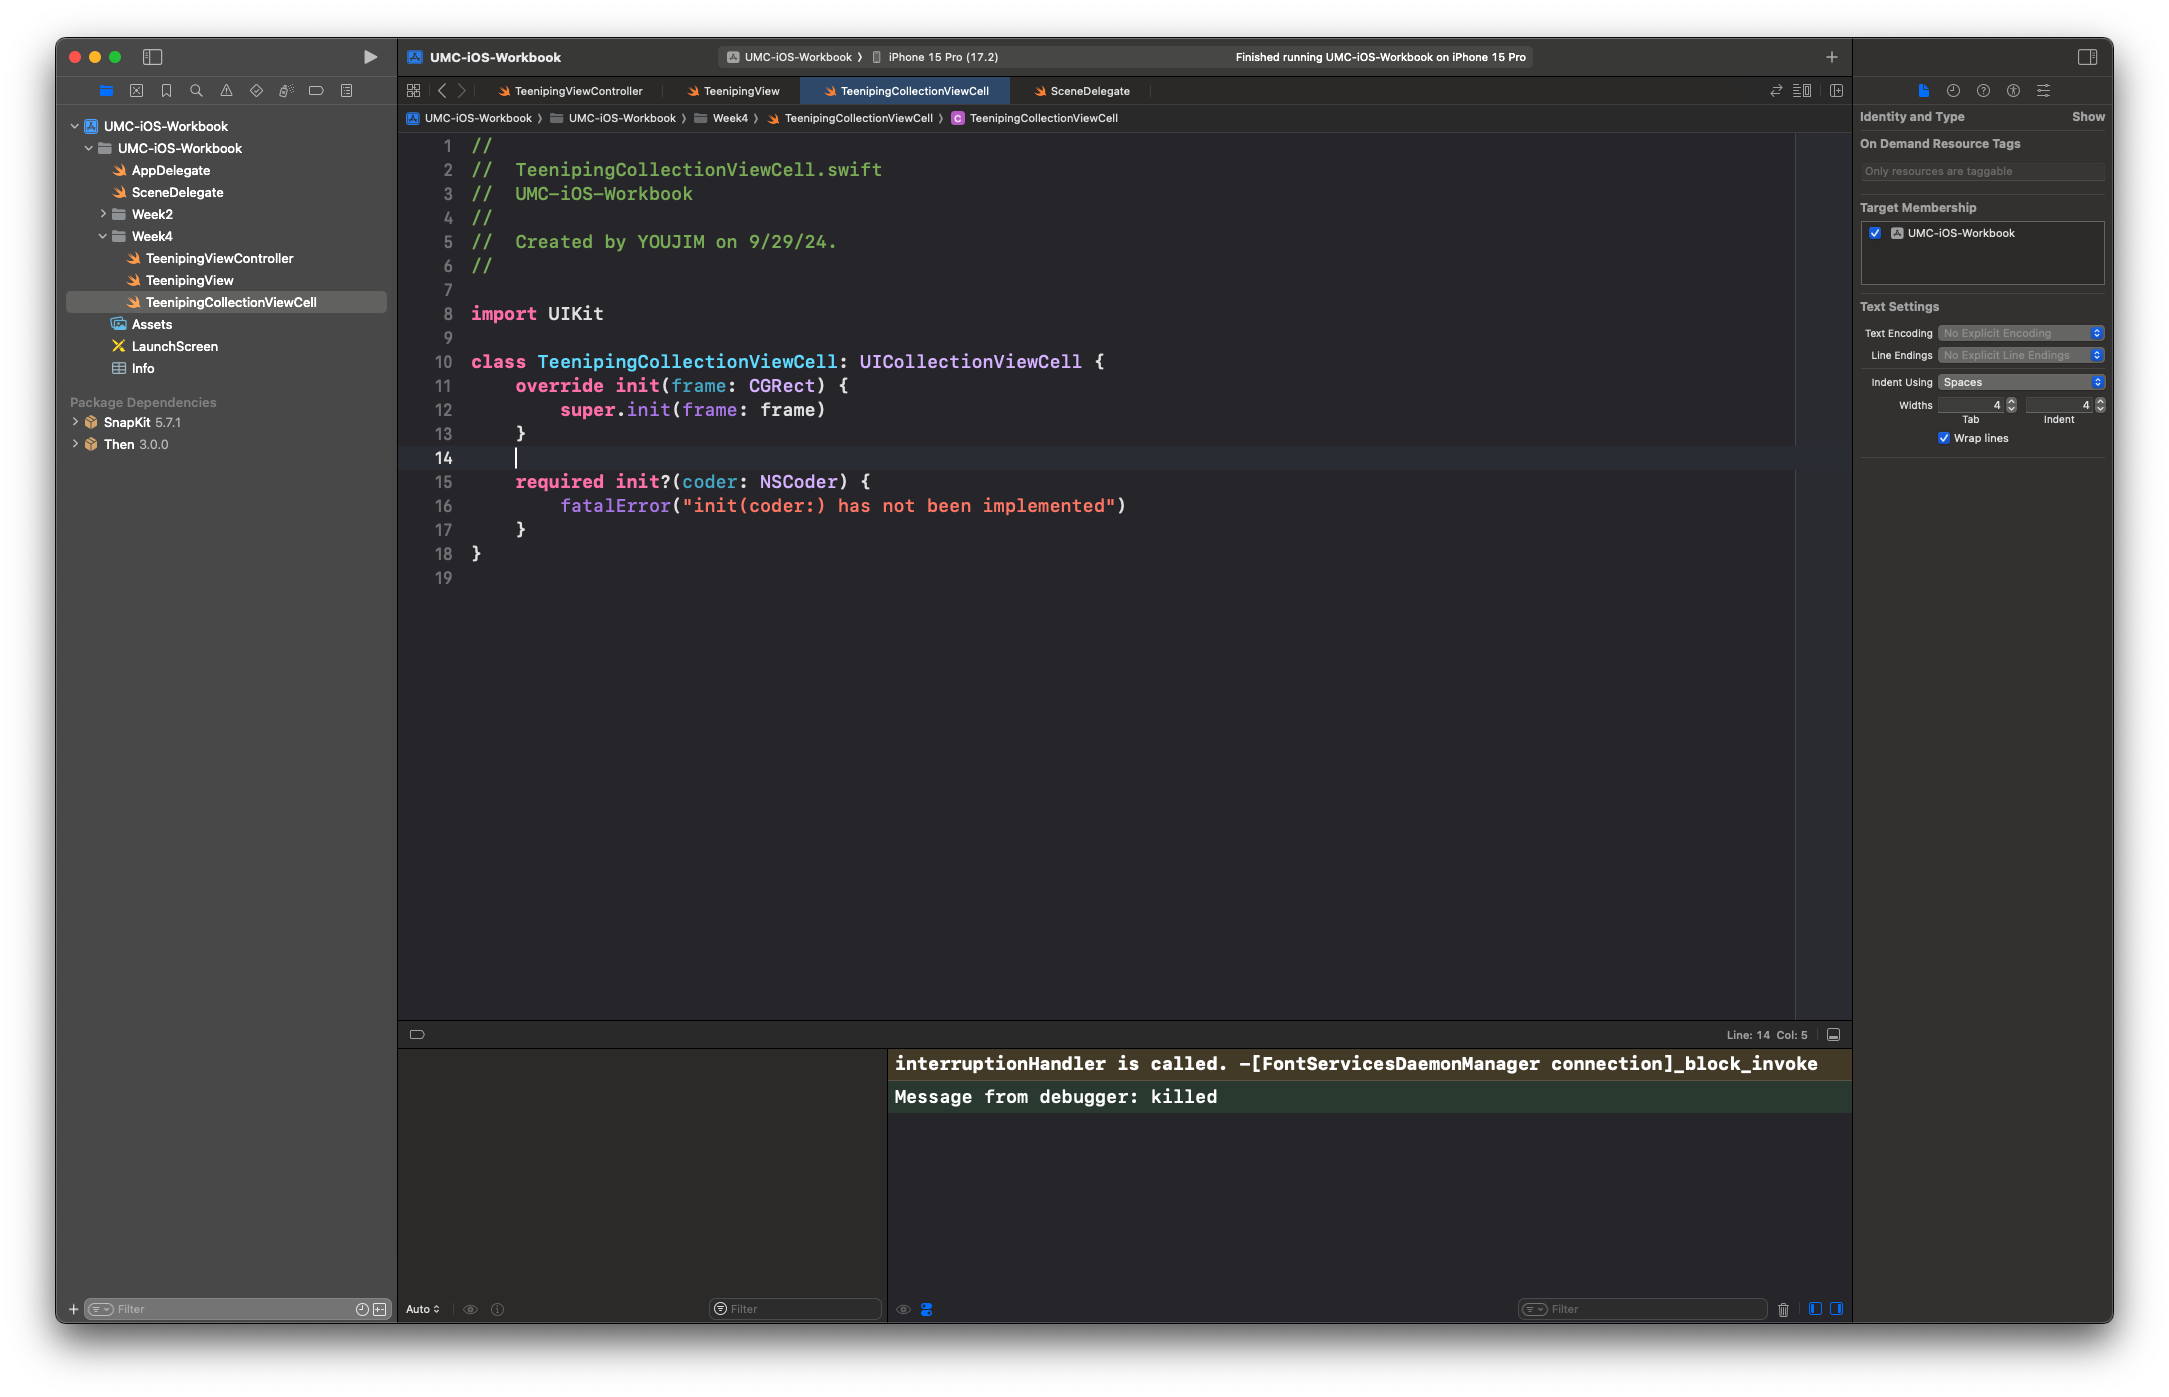 UMC-iOS-Workbook
UMC-iOS-Workbook 〉 iPhone 15 Pro (17.2)
Finished running UMC-iOS-Workbook on iPhone 15 Pro
TeenipingViewController
TeenipingView
TeenipingCollectionViewCell
SceneDelegate
UMC-iOS-Workbook 〉 UMC-iOS-Workbook 〉 Week4 〉 TeenipingCollectionViewCell 〉 C TeenipingCollectionViewCell
UMC-iOS-Workbook
UMC-iOS-Workbook
AppDelegate
SceneDelegate
Week2
Week4
TeenipingViewController
TeenipingView
TeenipingCollectionViewCell
Assets
LaunchScreen
Info
Package Dependencies
SnapKit 5.7.1
Then 3.0.0
Filter
1 //
2 //  TeenipingCollectionViewCell.swift
3 //  UMC-iOS-Workbook
4 //
5 //  Created by YOUJIM on 9/29/24.
6 //
7
8 import UIKit
9
10 class TeenipingCollectionViewCell: UICollectionViewCell {
11     override init(frame: CGRect) {
12         super.init(frame: frame)
13     }
14
15     required init?(coder: NSCoder) {
16         fatalError("init(coder:) has not been implemented")
17     }
18 }
19
Line: 14 Col: 5
interruptionHandler is called. -[FontServicesDaemonManager connection]_block_invoke
Message from debugger: killed
Auto
Filter
Filter
Identity and Type
Show
On Demand Resource Tags
Only resources are taggable
Target Membership
UMC-iOS-Workbook
Text Settings
Text Encoding No Explicit Encoding
Line Endings No Explicit Line Endings
Indent Using Spaces
Widths 4 4
Tab Indent
Wrap lines